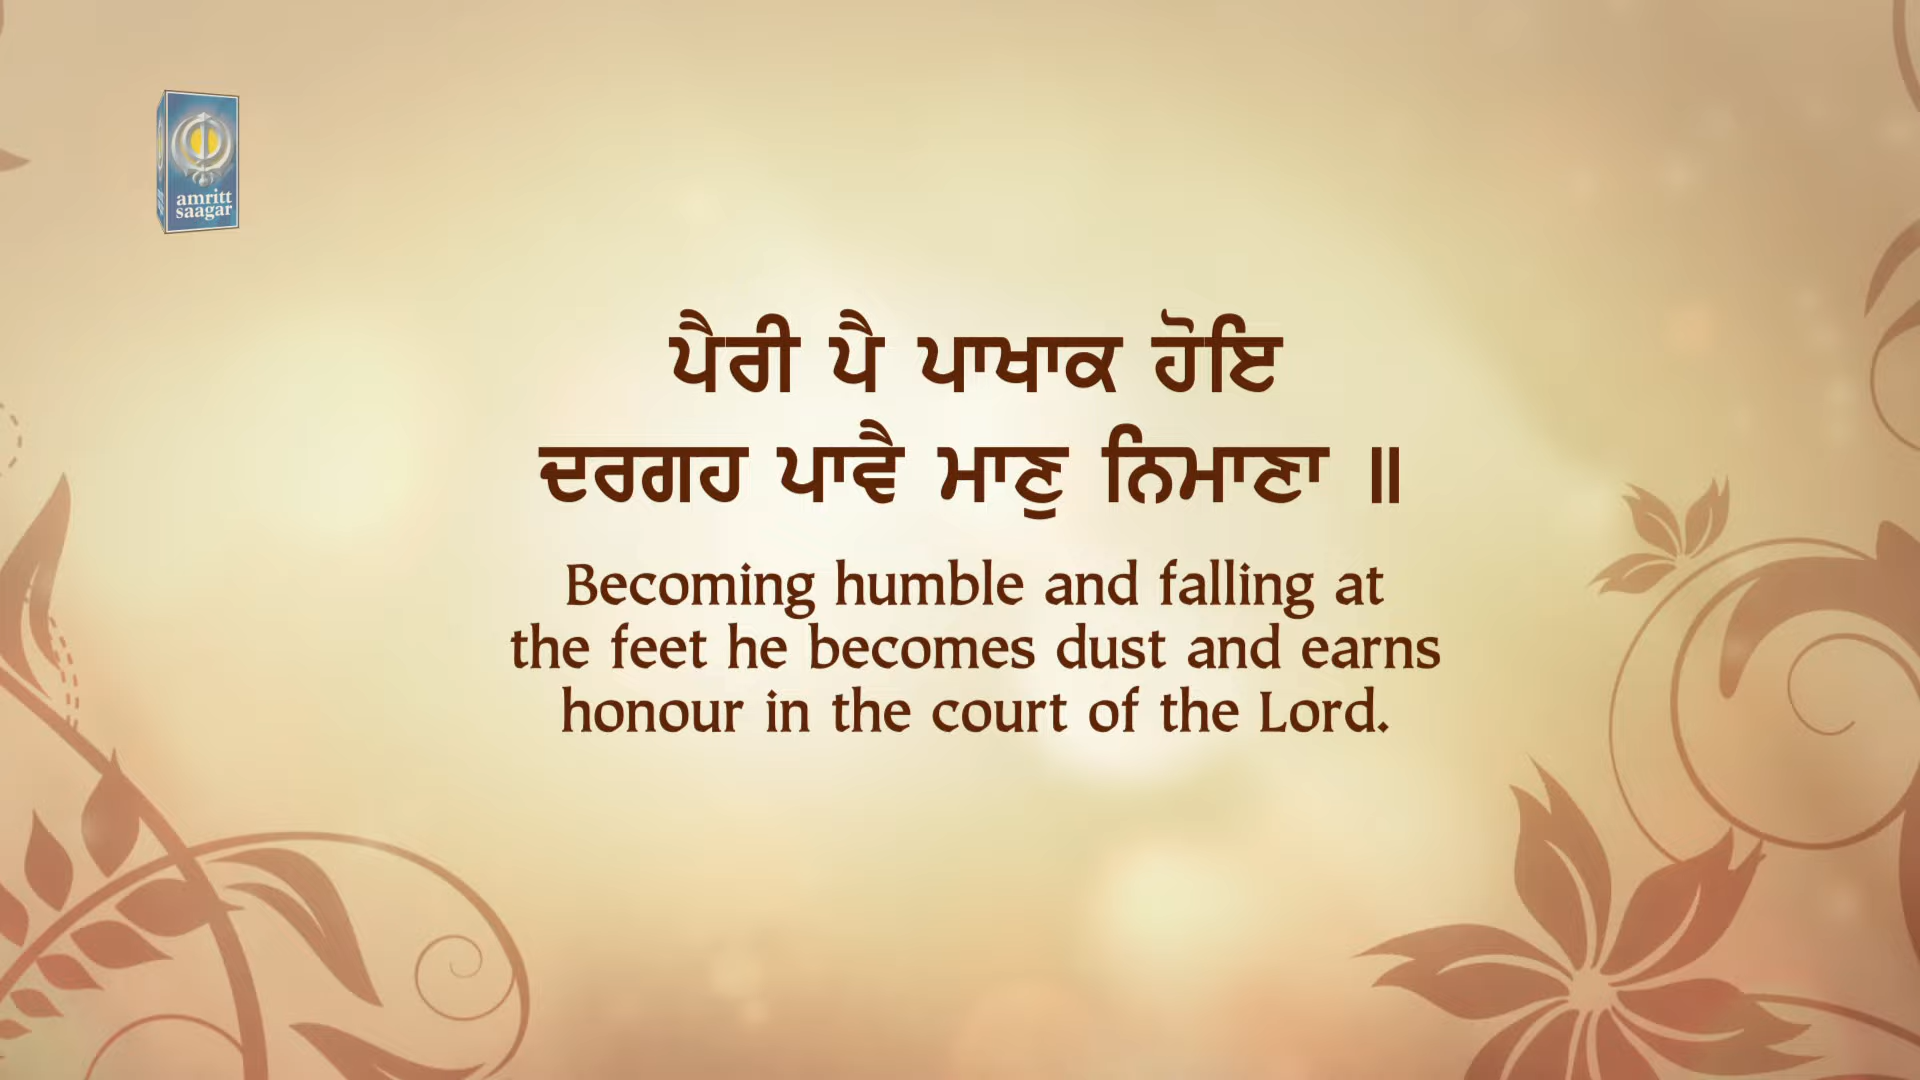 amritt
saagar
ਪੈਰੀ ਪੈ ਪਾਖਾਕ ਹੋਇ
ਦਰਗਹ ਪਾਵੈ ਮਾਣੁ ਨਿਮਾਣਾ ॥
Becoming humble and falling at
the feet he becomes dust and earns
honour in the court of the Lord.